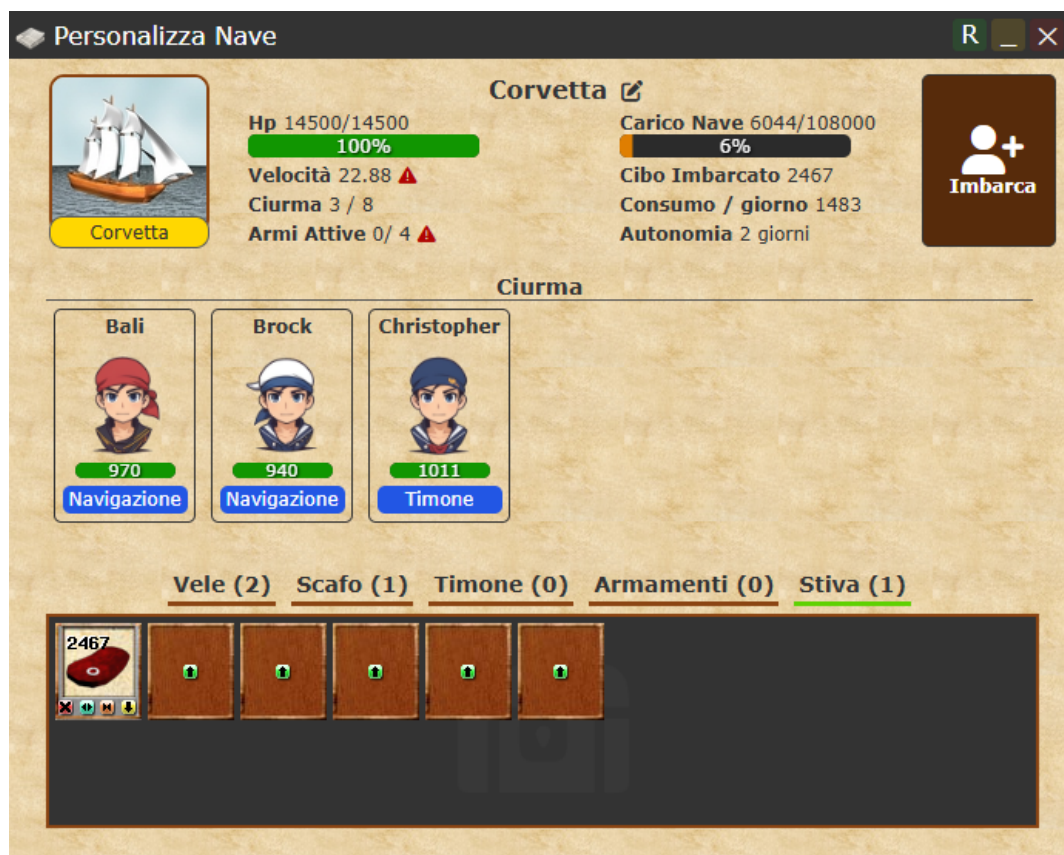 Personalizza Nave
R _ X
Corvetta
Hp 14500/14500
100%
Velocità 22.88
Ciurma 3 / 8
Armi Attive 0/ 4
Carico Nave 6044/108000
6%
Cibo Imbarcato 2467
Consumo / giorno 1483
Autonomia 2 giorni
Imbarca
Corvetta
Ciurma
Bali
970
Navigazione
Brock
940
Navigazione
Christopher
1011
Timone
Vele (2) Scafo (1) Timone (0) Armamenti (0) Stiva (1)
2467